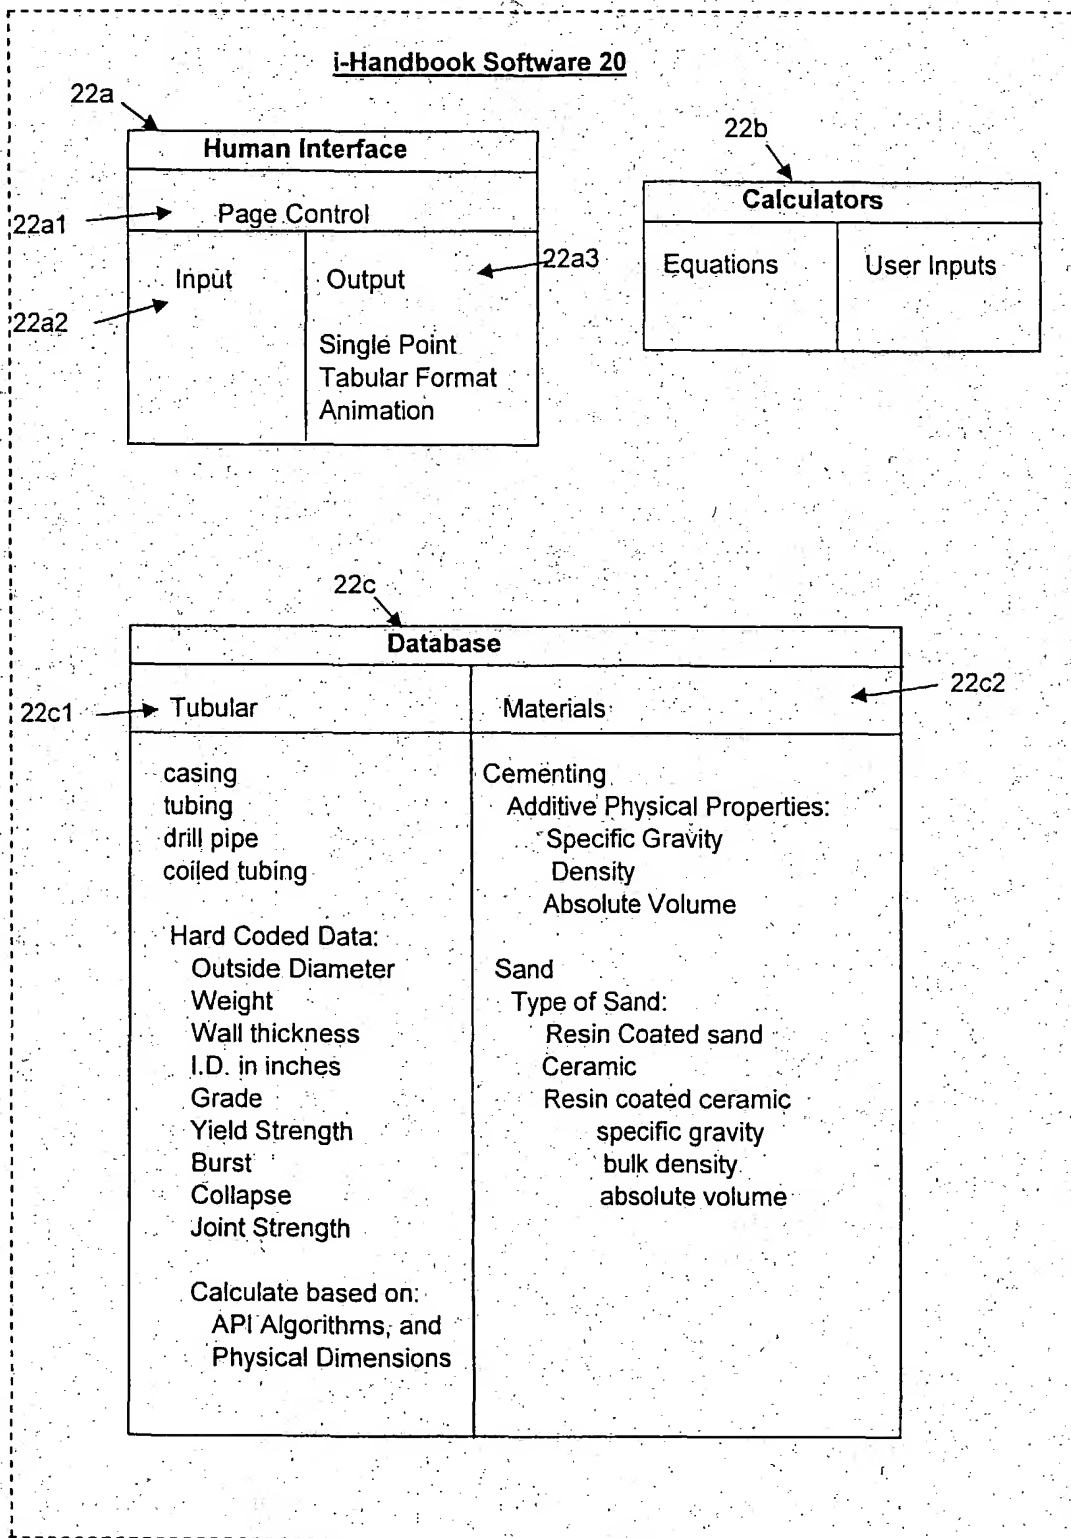 i-Handbook Software 20
22a
Human Interface
22a1
Page Control
Input
Output
22a3
22a2
Single Point
Tabular Format
Animation
22b
Calculators
Equations
User Inputs
22c
Database
22c1
Tubular
Materials
22c2
casing
tubing
drill pipe
coiled tubing
Hard Coded Data:
Outside Diameter
Weight
Wall thickness
I.D. in inches
Grade
Yield Strength
Burst
Collapse
Joint Strength
Calculate based on:
API Algorithms, and
Physical Dimensions
Cementing
Additive Physical Properties:
Specific Gravity
Density
Absolute Volume
Sand
Type of Sand:
Resin Coated sand
Ceramic
Resin coated ceramic
specific gravity
bulk density
absolute volume